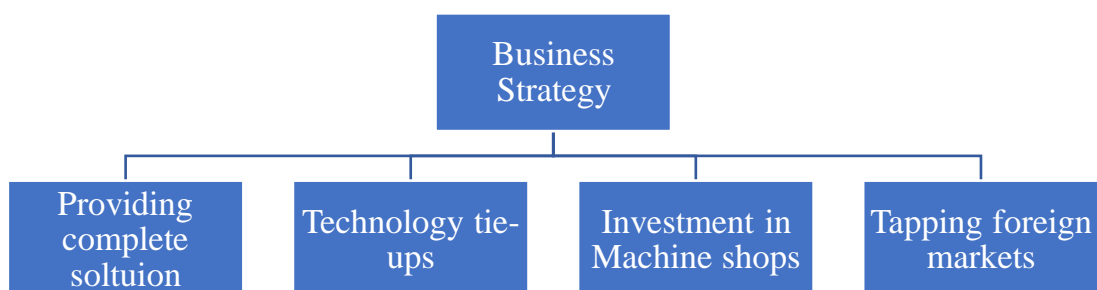 Business
Strategy
Providing
complete
soltuion
Technology tie-
ups
Investment in
Machine shops
Tapping foreign
markets